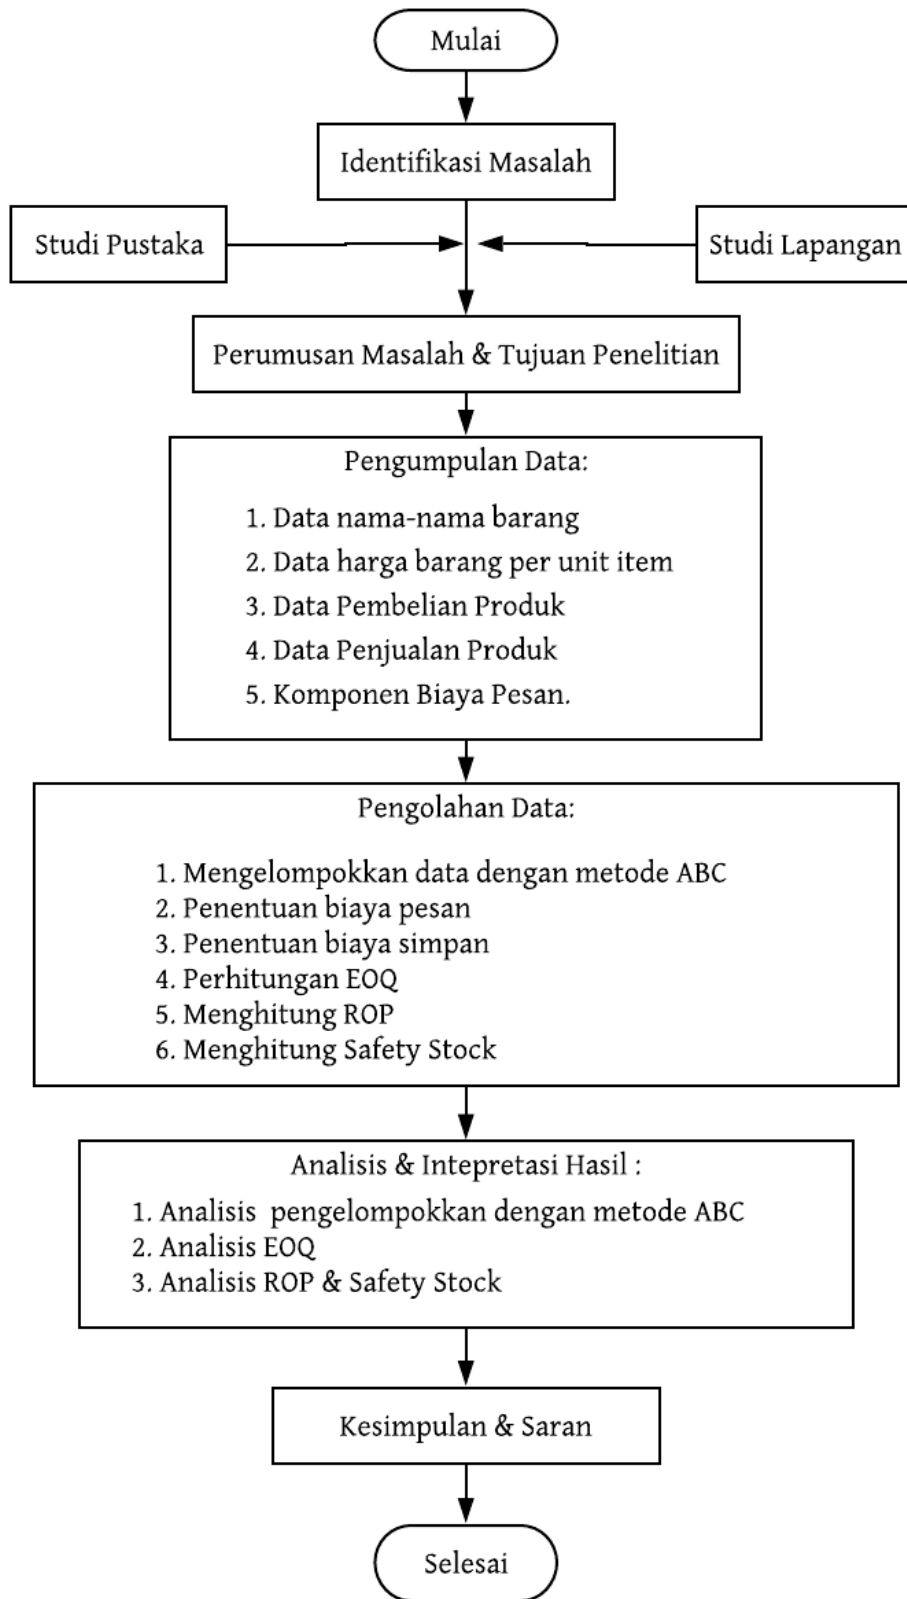 Mulai
Identifikasi Masalah
Studi Pustaka
Studi Lapangan
Perumusan Masalah & Tujuan Penelitian
Pengumpulan Data:
1. Data nama-nama barang
2. Data harga barang per unit item
3. Data Pembelian Produk
4. Data Penjualan Produk
5. Komponen Biaya Pesan.
Pengolahan Data:
1. Mengelompokkan data dengan metode ABC
2. Penentuan biaya pesan
3. Penentuan biaya simpan
4. Perhitungan EOQ
5. Menghitung ROP
6. Menghitung Safety Stock
Analisis & Intepretasi Hasil :
1. Analisis pengelompokkan dengan metode ABC
2. Analisis EOQ
3. Analisis ROP & Safety Stock
Kesimpulan & Saran
Selesai